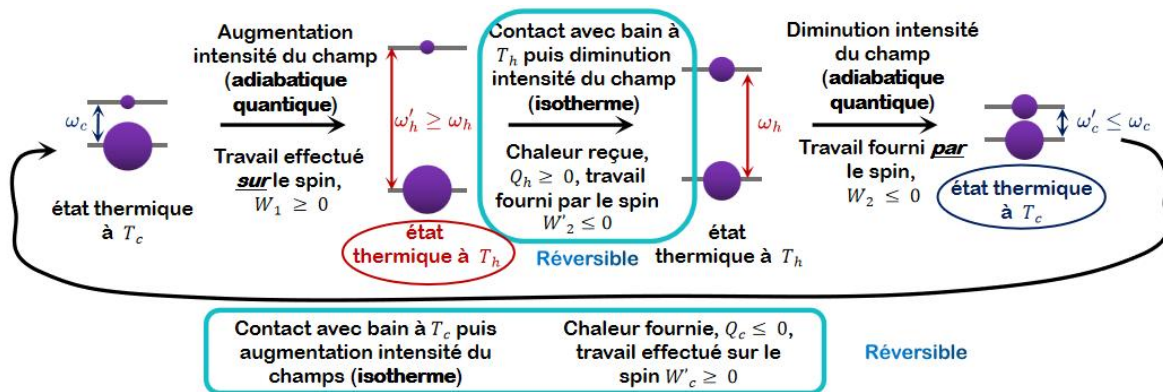 Augmentation
intensité du champ
(adiabatique
quantique)
Travail effectué
sur le spin,
W₁ ≥ 0
ω_c
état thermique
à T_c
ω'_h ≥ ω_h
état
thermique à T_h
Contact avec bain à
T_h puis diminution
intensité du champ
(isotherme)
Chaleur reçue,
Q_h ≥ 0, travail
fourni par le spin
W'₂ ≤ 0
Réversible
ω_h
état
thermique à T_h
Diminution intensité
du champ
(adiabatique
quantique)
Travail fourni par
le spin,
W₂ ≤ 0
ω'_c ≤ ω_c
état thermique
à T_c
Contact avec bain à T_c puis
augmentation intensité du
champs (isotherme)
Chaleur fournie, Q_c ≤ 0,
travail effectué sur le
spin W'_c ≥ 0
Réversible